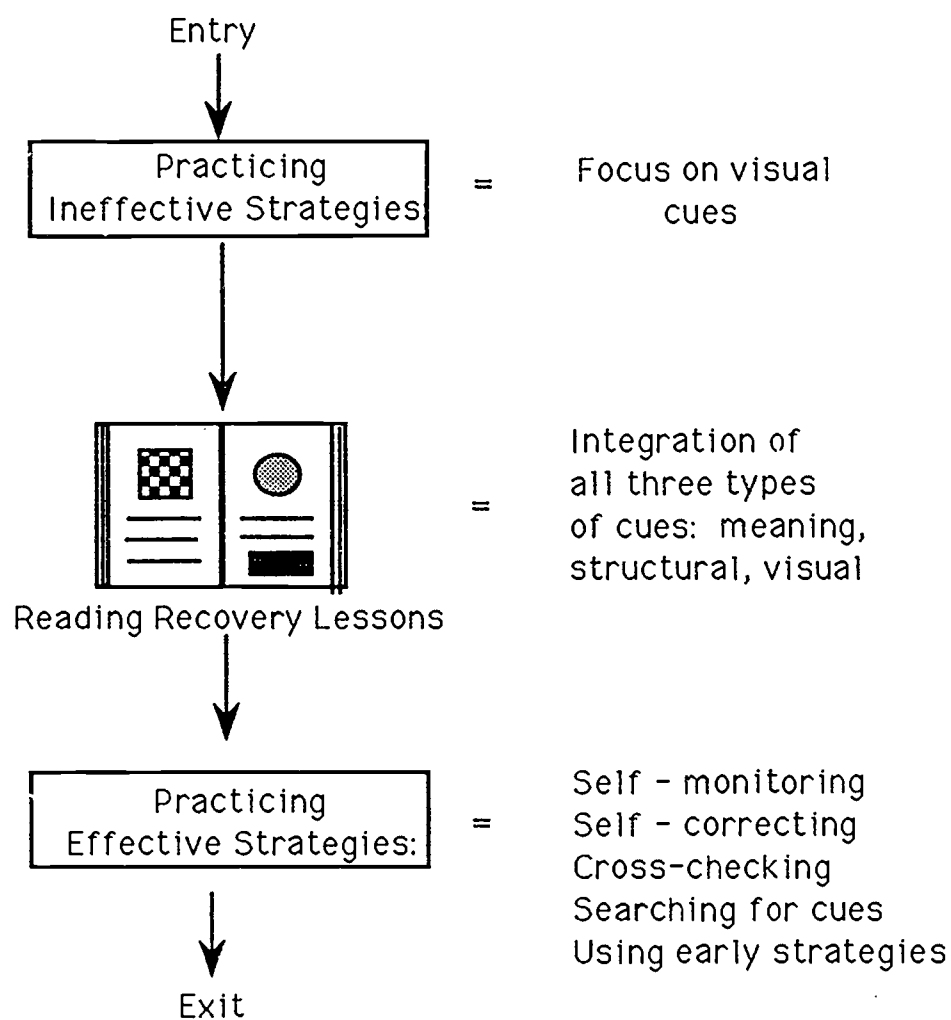 Entry
Practicing
Ineffective Strategies
=
Focus on visual
cues
Integration of
all three types
of cues: meaning,
structural, visual
=
Reading Recovery Lessons
Practicing
Effective Strategies:
=
Self - monitoring
Self - correcting
Cross-checking
Searching for cues
Using early strategies
Exit